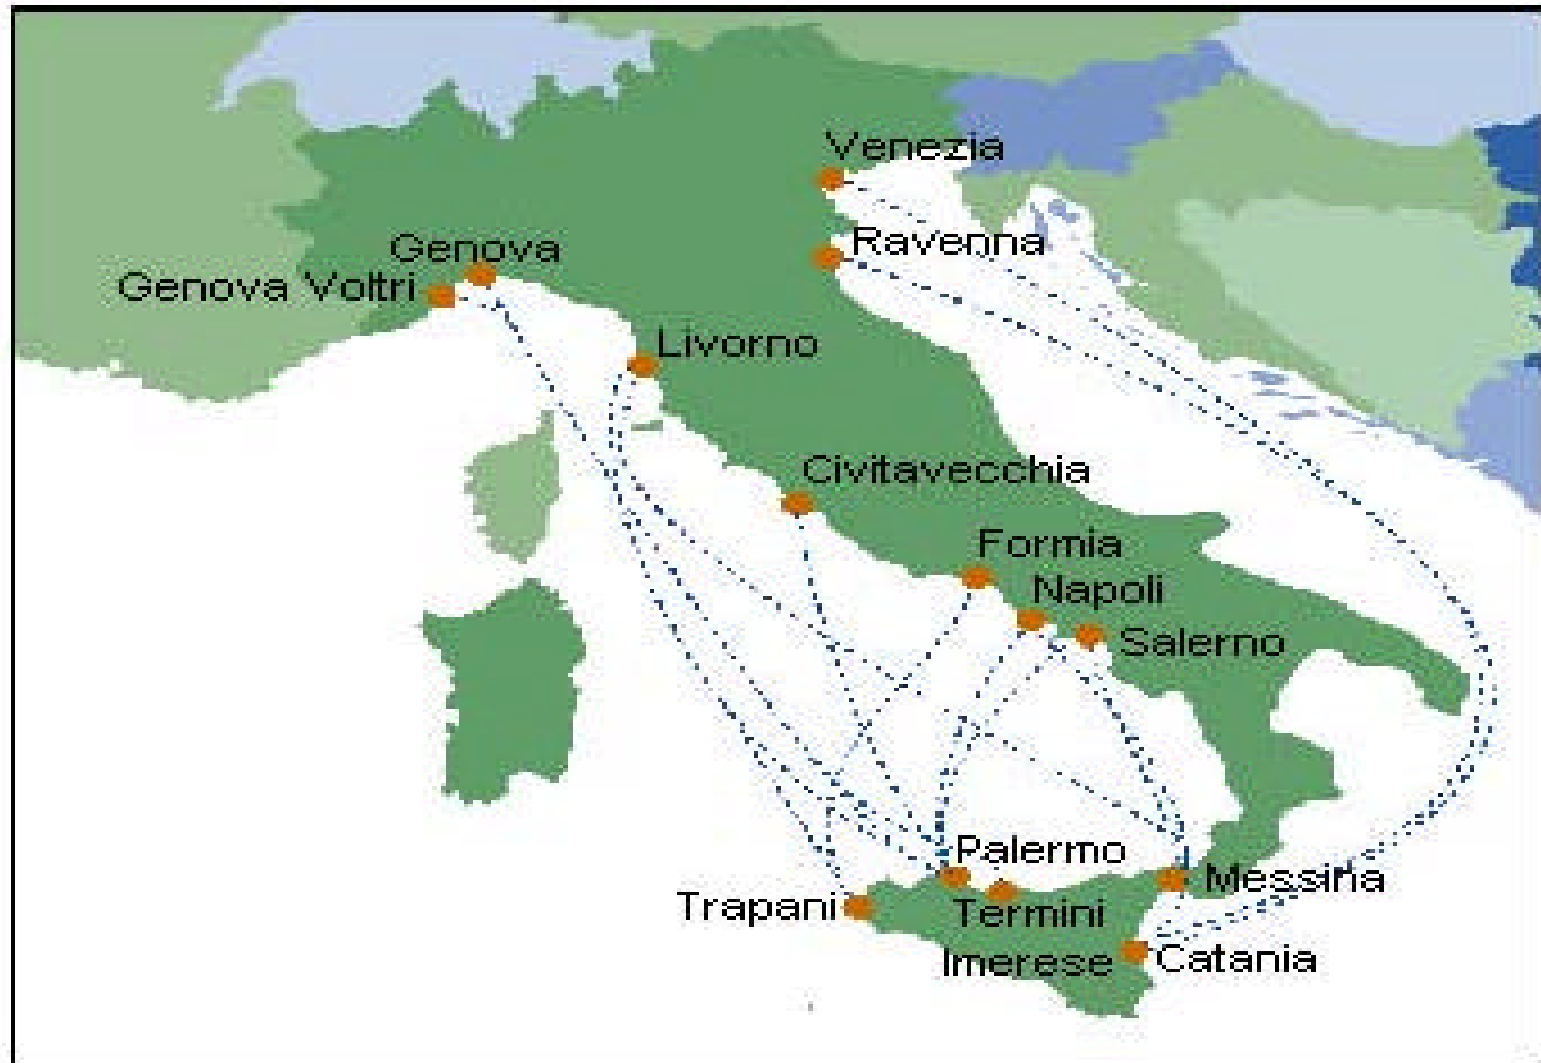 Venezia
Ravenna
Genova
Genova Voltri
Livorno
Civitavecchia
Formia
Napoli
Salerno
Palermo
Messina
Trapani
Termini
Imerese
Catania